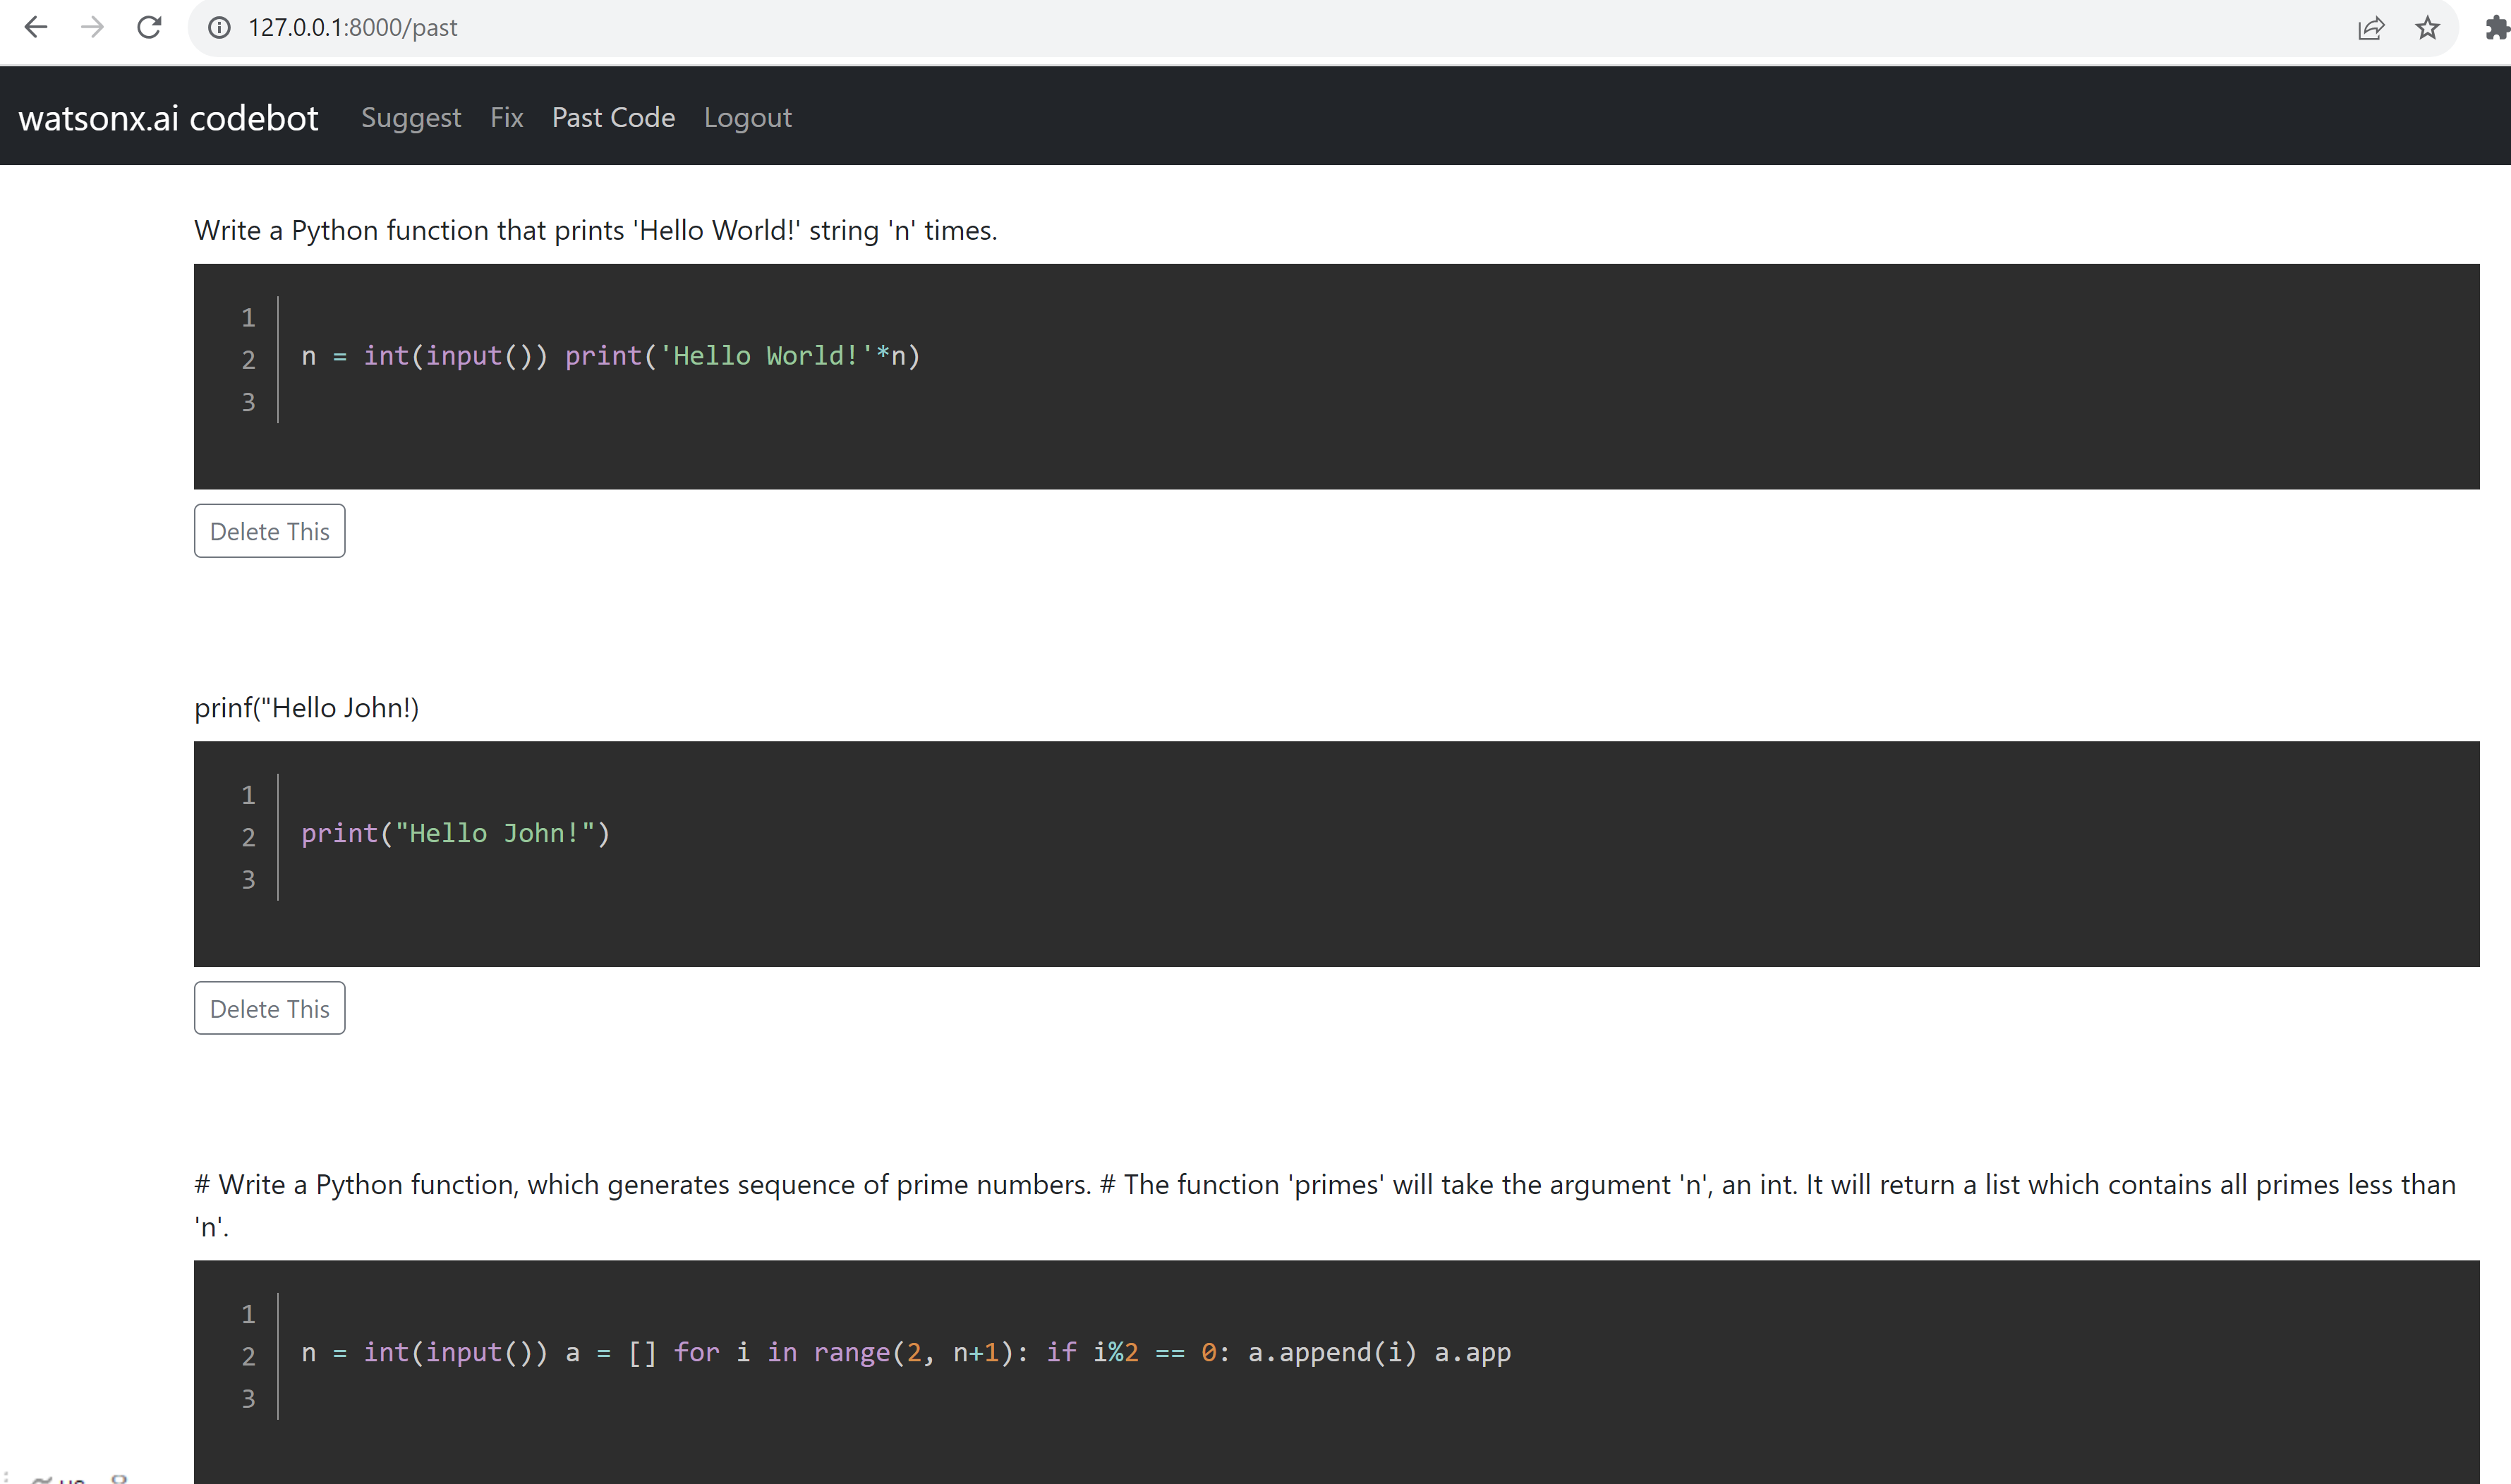 127.0.0.1:8000/past
watsonx.ai codebot Suggest Fix Past Code Logout
Write a Python function that prints 'Hello World!' string 'n' times.
1
2 n = int(input()) print('Hello World!'*n)
3
Delete This
prinf("Hello John!)
1
2 print("Hello John!")
3
Delete This
# Write a Python function, which generates sequence of prime numbers. # The function 'primes' will take the argument 'n', an int. It will return a list which contains all primes less than
'n'.
1
2 n = int(input()) a = [] for i in range(2, n+1): if i%2 == 0: a.append(i) a.app
3